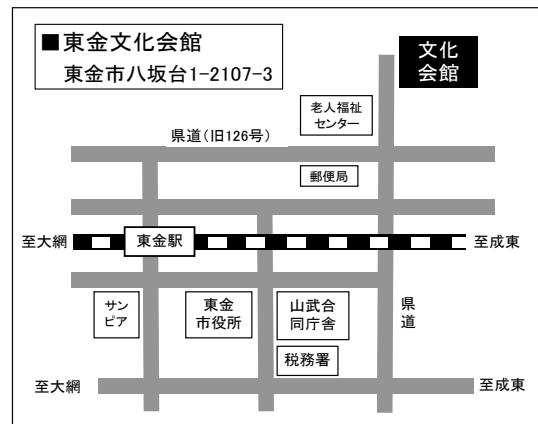 ■東金文化会館
東金市八坂台1-2107-3
文化
会館
老人福祉
センター
県道(旧126号)
郵便局
至大網
東金駅
至成東
サン
ピア
東金
市役所
山武合
同庁舎
県道
税務署
至大網
至成東